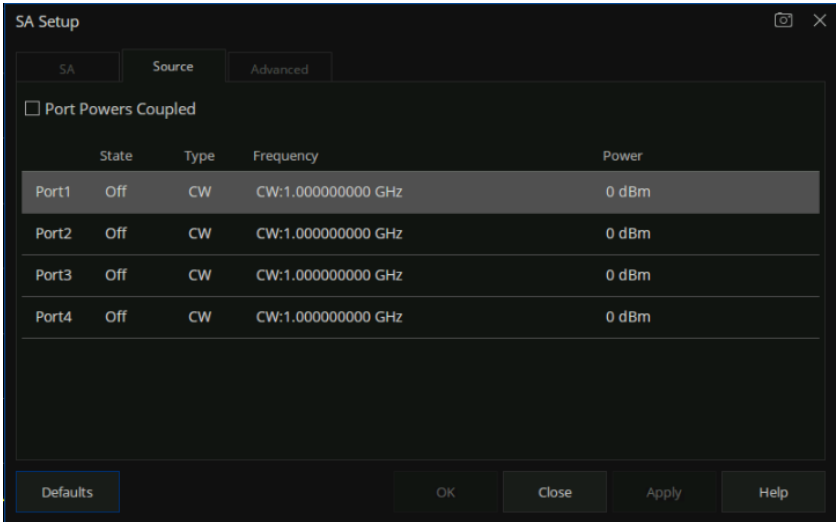 SA Setup
SA Source Advanced
Port Powers Coupled
State Type Frequency Power
Port1 Off CW CW:1.000000000 GHz 0 dBm
Port2 Off CW CW:1.000000000 GHz 0 dBm
Port3 Off CW CW:1.000000000 GHz 0 dBm
Port4 Off CW CW:1.000000000 GHz 0 dBm
Defaults OK Close Apply Help